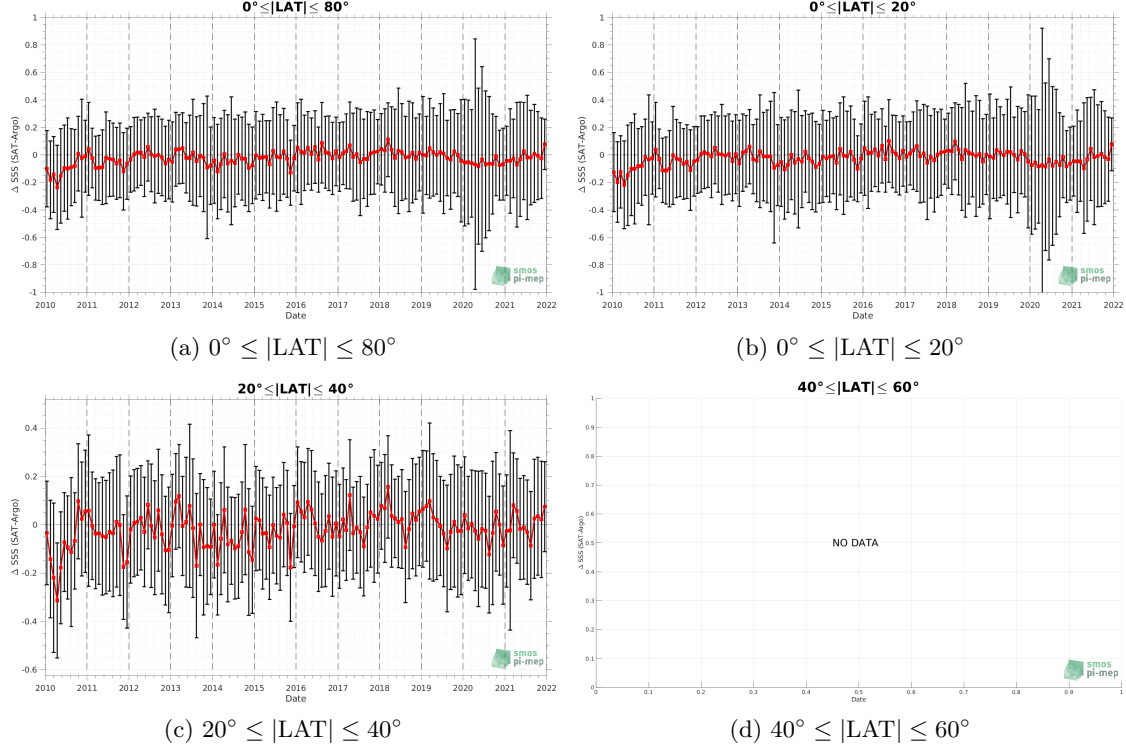 0°≤|LAT|≤ 80°
1
0.8
0.6
0.4
0.2
0
-0.2
-0.4
-0.6
-0.8
-1
Δ SSS (SAT-Argo)
2010 2011 2012 2013 2014 2015 2016 2017 2018 2019 2020 2021 2022
Date
smos
pi-mep
(a) 0° ≤ |LAT| ≤ 80°
0°≤|LAT|≤ 20°
1
0.8
0.6
0.4
0.2
0
-0.2
-0.4
-0.6
-0.8
-1
Δ SSS (SAT-Argo)
2010 2011 2012 2013 2014 2015 2016 2017 2018 2019 2020 2021 2022
Date
smos
pi-mep
(b) 0° ≤ |LAT| ≤ 20°
20°≤|LAT|≤ 40°
0.4
0.2
0
-0.2
-0.4
-0.6
Δ SSS (SAT-Argo)
2010 2011 2012 2013 2014 2015 2016 2017 2018 2019 2020 2021 2022
Date
smos
pi-mep
(c) 20° ≤ |LAT| ≤ 40°
40°≤|LAT|≤ 60°
1
0.9
0.8
0.7
0.6
0.5
0.4
0.3
0.2
0.1
0
Δ SSS (SAT-Argo)
NO DATA
0 0.1 0.2 0.3 0.4 0.5 0.6 0.7 0.8 0.9 1
Date
smos
pi-mep
(d) 40° ≤ |LAT| ≤ 60°